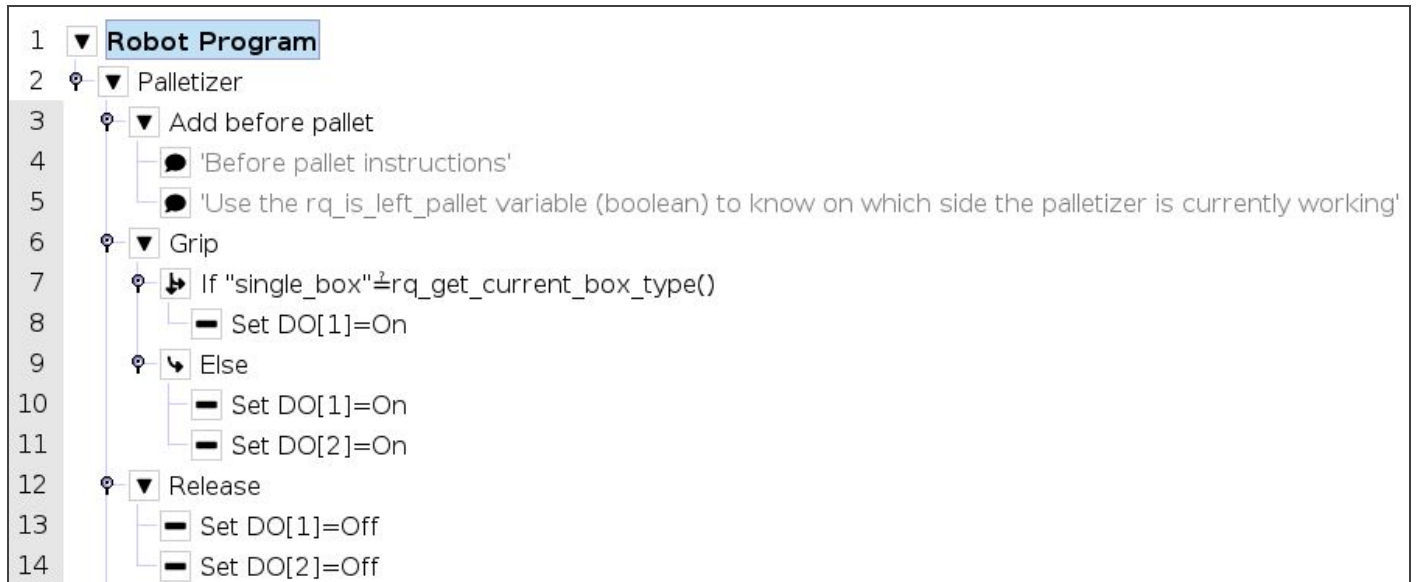 1 Robot Program
2 Palletizer
3 Add before pallet
4 'Before pallet instructions'
5 'Use the rq_is_left_pallet variable (boolean) to know on which side the palletizer is currently working'
6 Grip
7 If "single_box"≟rq_get_current_box_type()
8 Set DO[1]=On
9 Else
10 Set DO[1]=On
11 Set DO[2]=On
12 Release
13 Set DO[1]=Off
14 Set DO[2]=Off